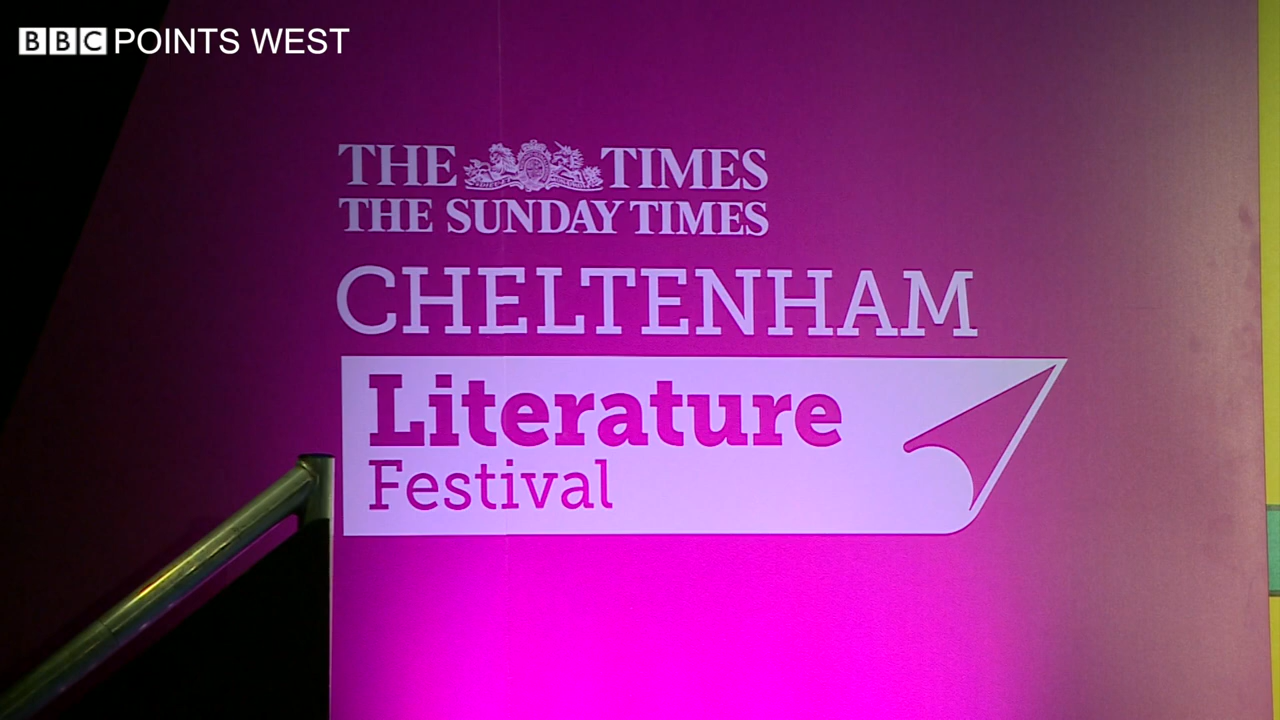 BBC POINTS WEST
THE TIMES
THE SUNDAY TIMES
CHELTENHAM
Literature
Festival